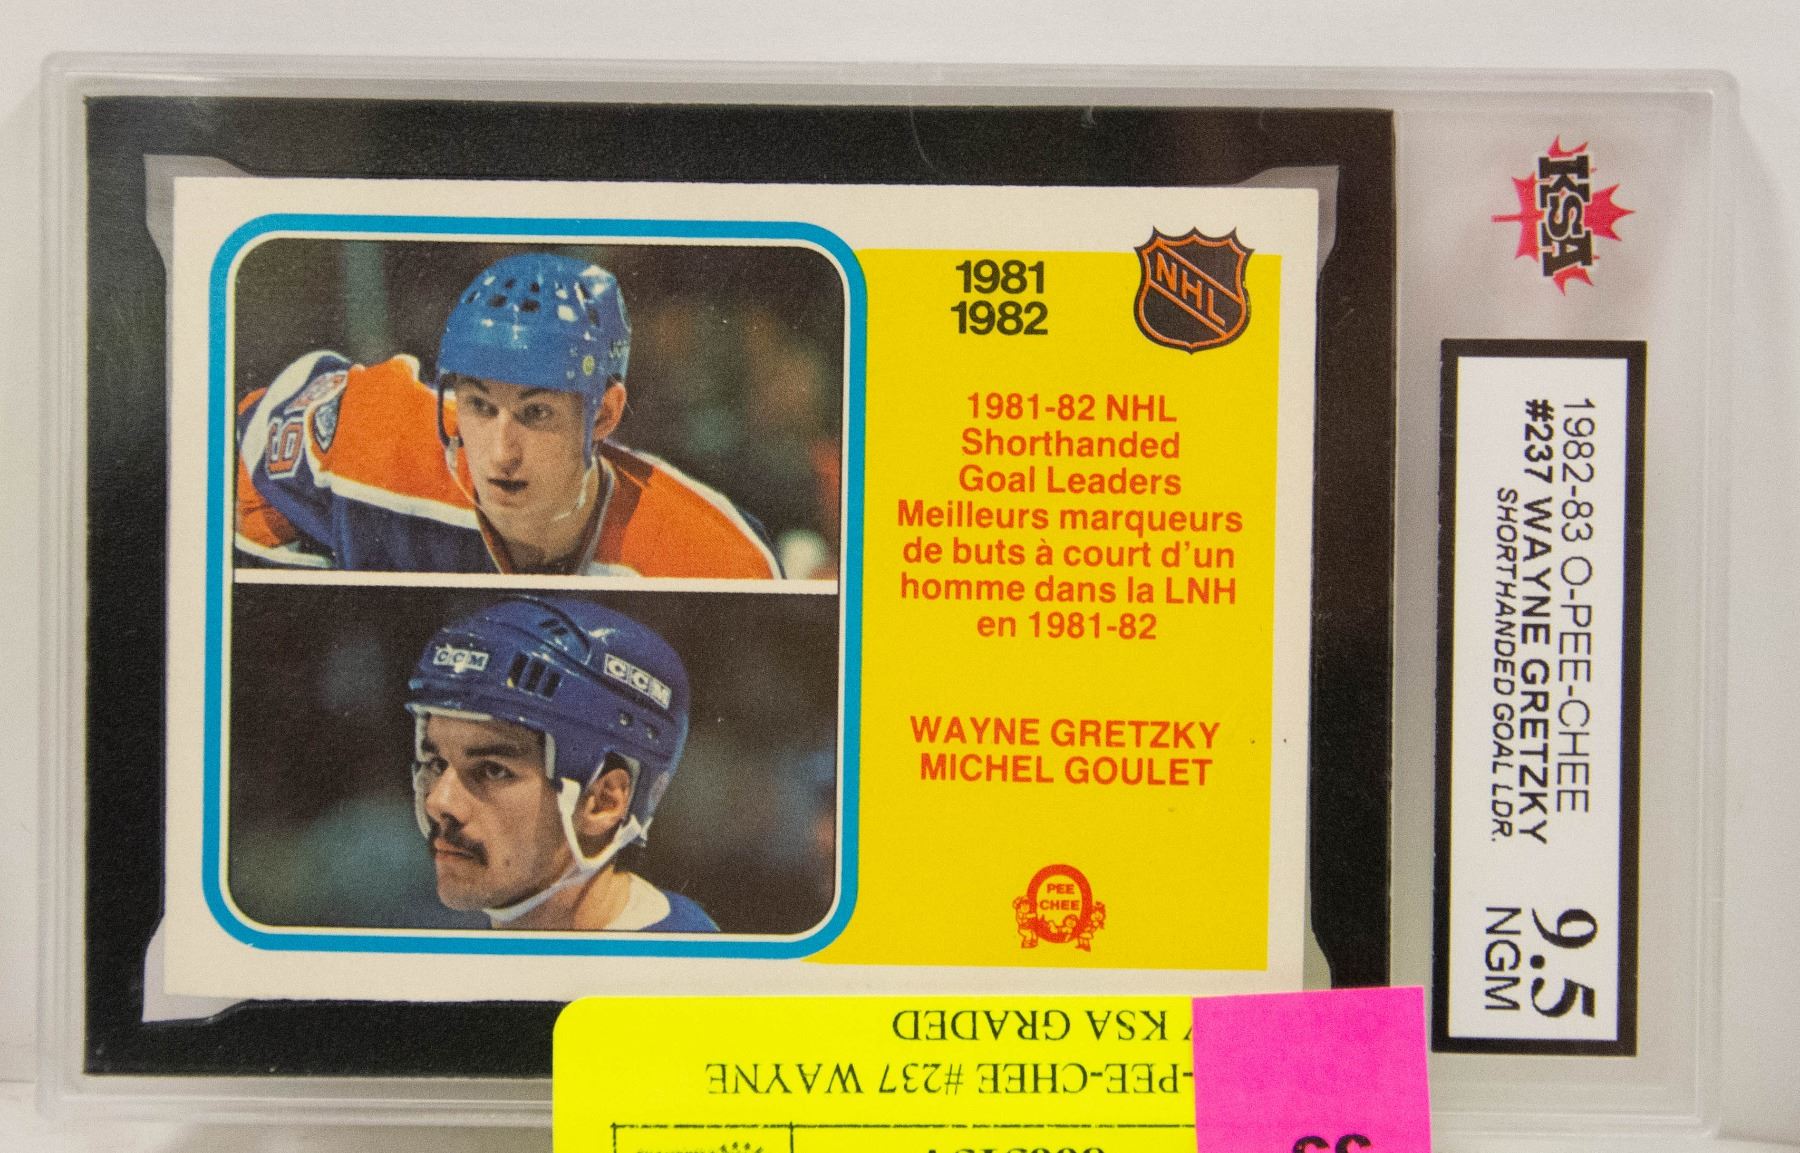 1981
1982
NHL
1981-82 NHL
Shorthanded
Goal Leaders
Meilleurs marqueurs
de buts à court d'un
homme dans la LNH
en 1981-82
WAYNE GRETZKY
MICHEL GOULET
PEE
CHEE
CCM
CCM
KSA
1982-83 O-PEE-CHEE
#237 WAYNE GRETZKY
SHORTHANDED GOAL LDR.
9.5
NGM
-PEE-CHEE #237 WAYNE
KSA GRADED